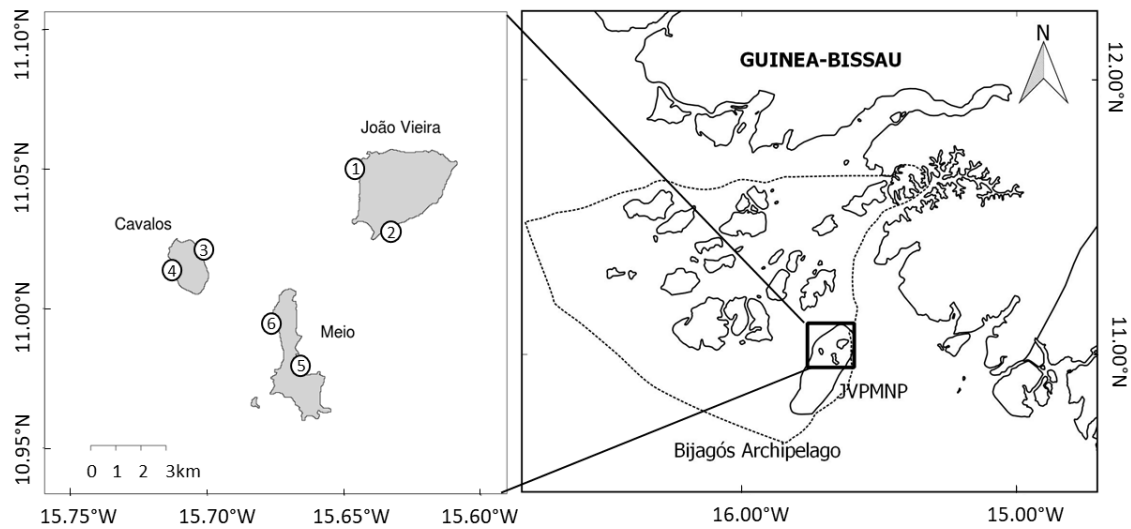 11.10°N
11.05°N
11.00°N
10.95°N
João Vieira
1
2
Cavalos
3
4
6
Meio
5
0 1 2 3km
15.75°W 15.70°W 15.65°W 15.60°W
GUINEA-BISSAU
N
12.00°N
11.00°N
JVPMNP
Bijagós Archipelago
16.00°W 15.00°W